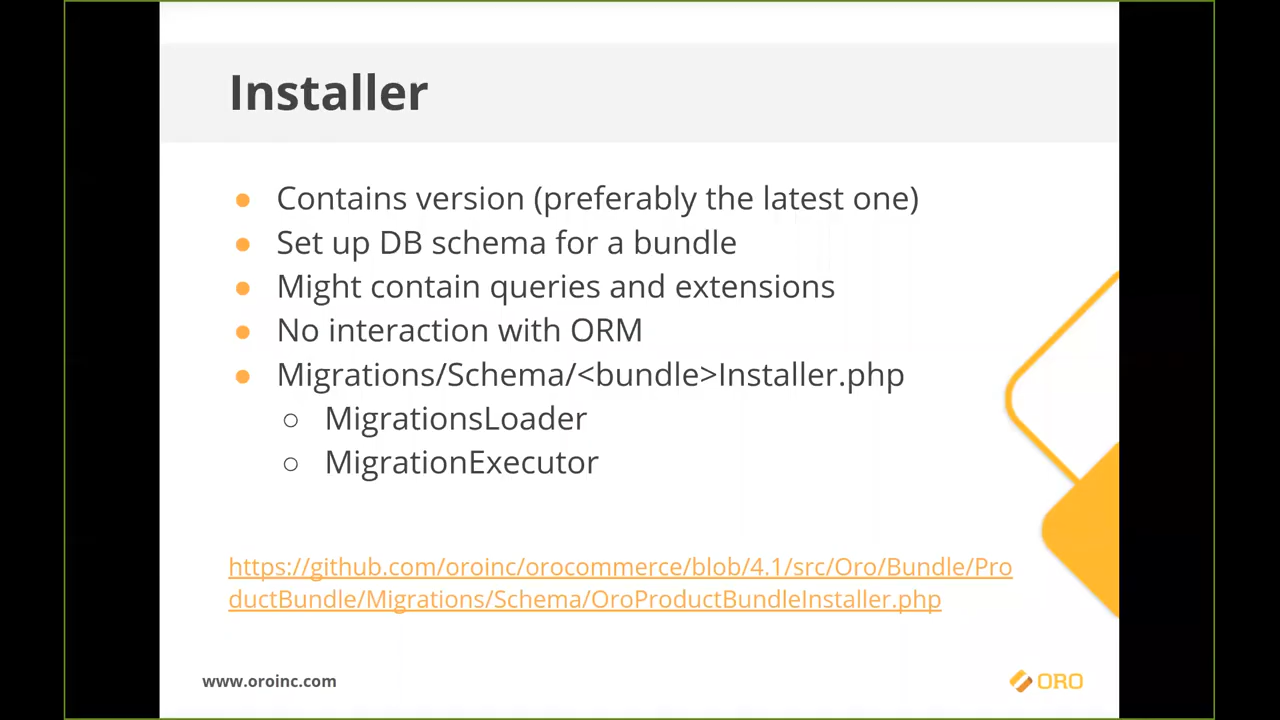 Installer
● Contains version (preferably the latest one)
● Set up DB schema for a bundle
● Might contain queries and extensions
● No interaction with ORM
● Migrations/Schema/<bundle>Installer.php
○ MigrationsLoader
○ MigrationExecutor
https://github.com/oroinc/orocommerce/blob/4.1/src/Oro/Bundle/Pro
ductBundle/Migrations/Schema/OroProductBundleInstaller.php
www.oroinc.com
ORO